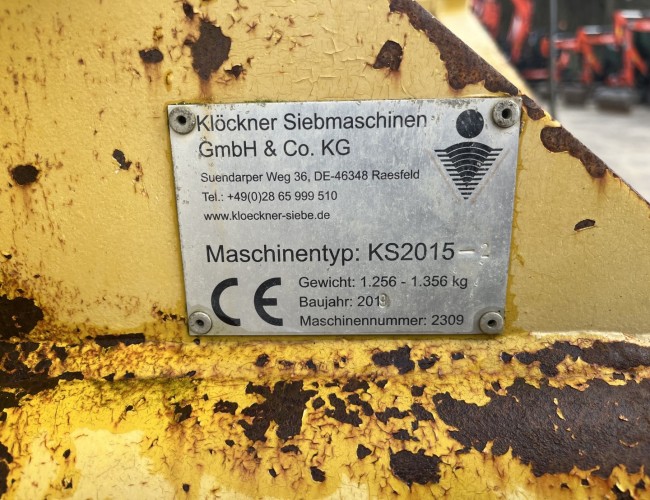 Klöckner Siebmaschinen
GmbH & Co. KG
Suendarper Weg 36, DE-46348 Raesfeld
Tel.: +49(0)28 65 999 510
www.kloeckner-siebe.de
Maschinentyp: KS2015
CE
Gewicht: 1.256 - 1.356 kg
Baujahr:
Maschinennummer: 2309